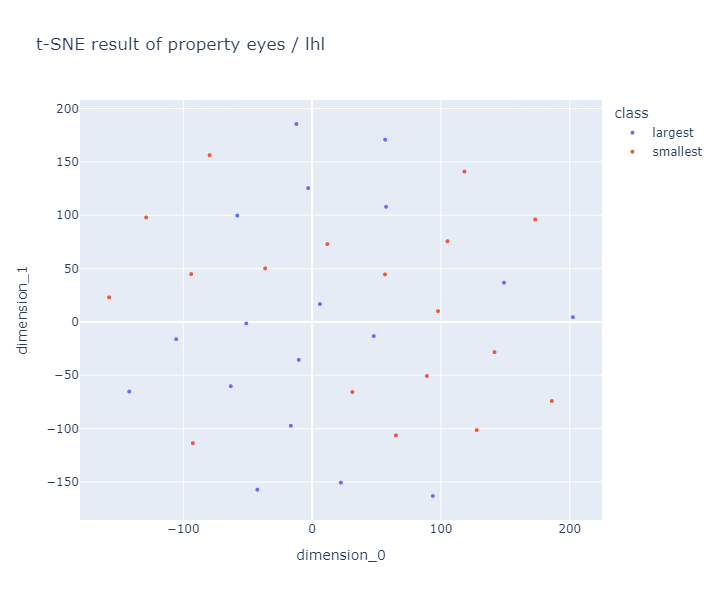 t-SNE result of property eyes / lhl
class
largest
smallest
200
150
100
50
0
−50
−100
−150
−100
0
100
200
dimension_1
dimension_0